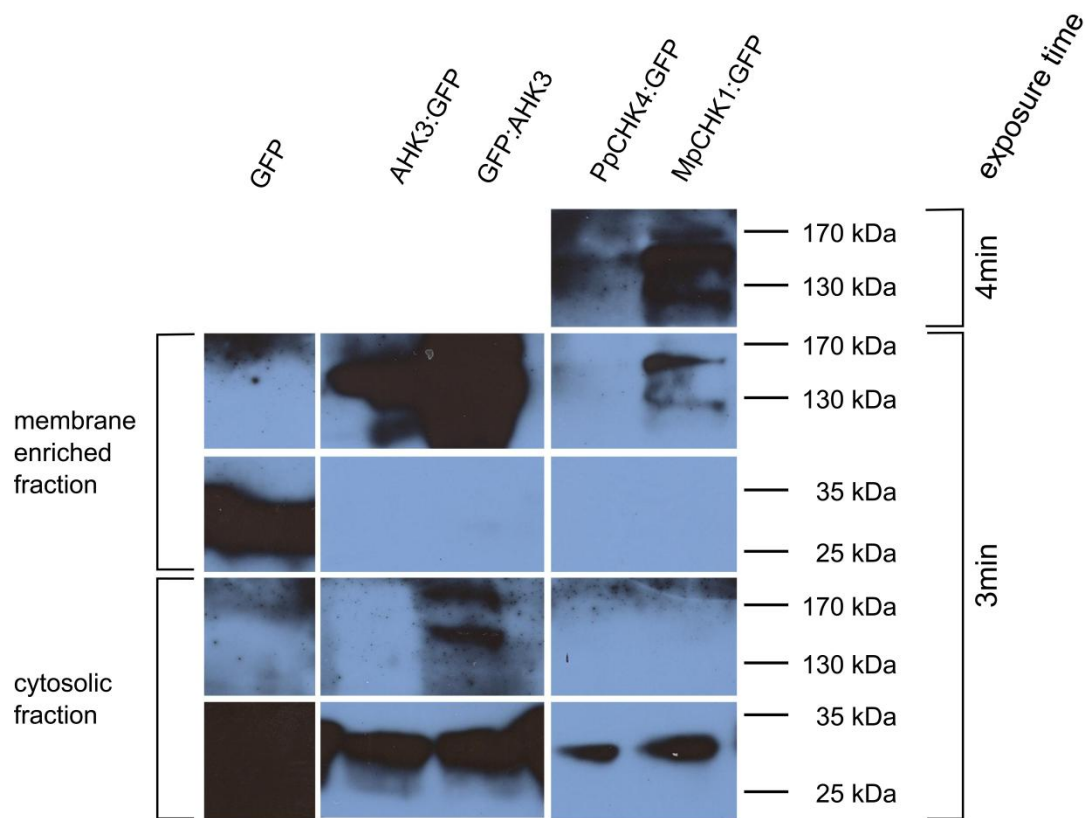 GFP
AHK3:GFP
GFP:AHK3
PpCHK4:GFP
MpCHK1:GFP
exposure time
170 kDa
130 kDa
4min
membrane
enriched
fraction
170 kDa
130 kDa
35 kDa
25 kDa
3min
cytosolic
fraction
170 kDa
130 kDa
35 kDa
25 kDa